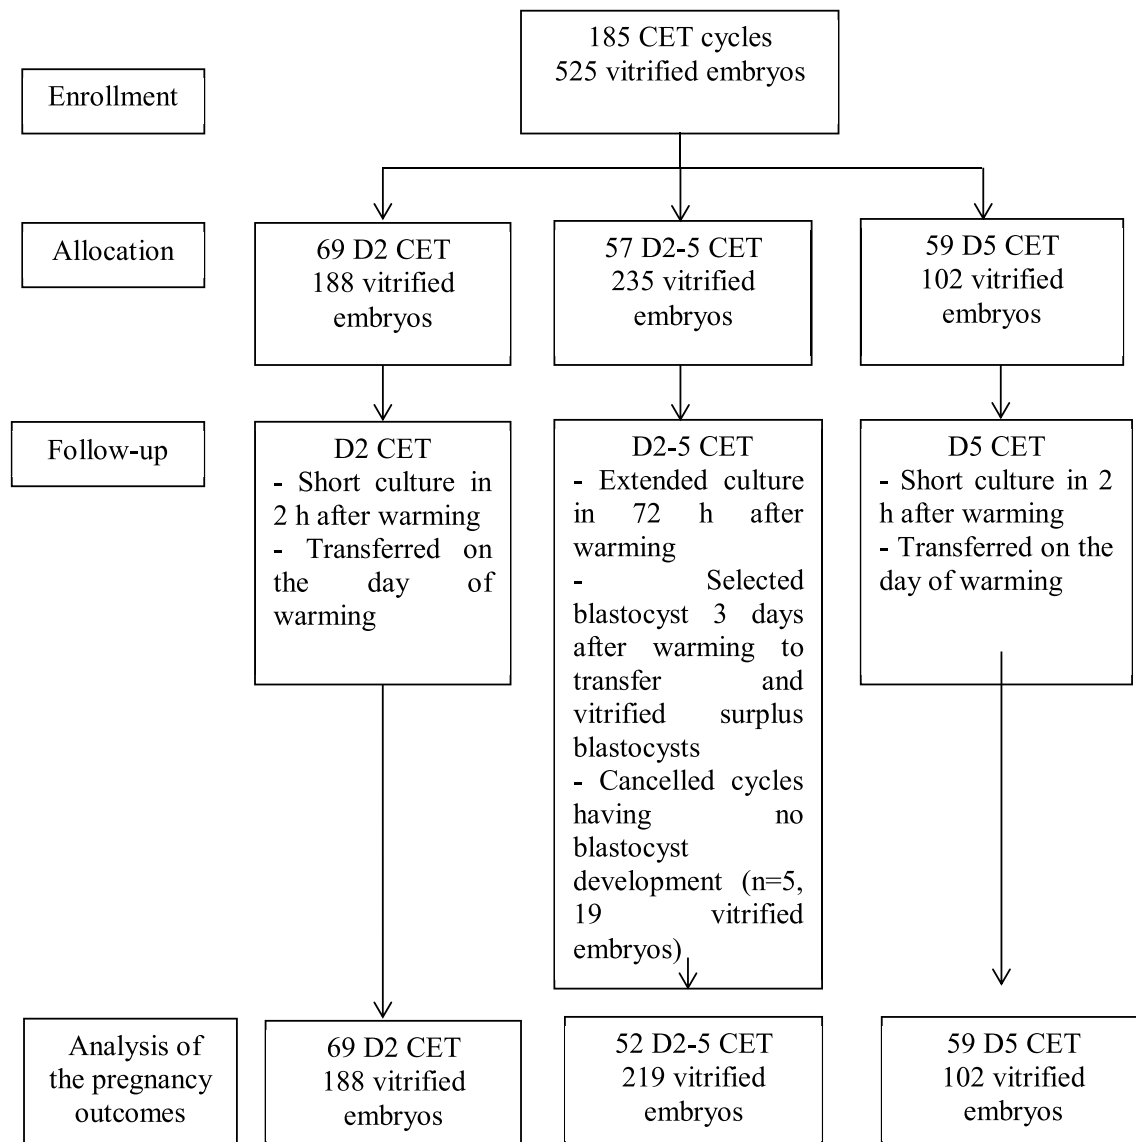 185 CET cycles
525 vitrified embryos
Enrollment
Allocation
69 D2 CET
188 vitrified
embryos
57 D2-5 CET
235 vitrified
embryos
59 D5 CET
102 vitrified
embryos
Follow-up
D2 CET
- Short culture in
2 h after warming
- Transferred on
the day of
warming
D2-5 CET
- Extended culture
in 72 h after
warming
- Selected
blastocyst 3 days
after warming to
transfer and
vitrified surplus
blastocysts
- Cancelled cycles
having no
blastocyst
development (n=5,
19 vitrified
embryos)
D5 CET
- Short culture in 2
h after warming
- Transferred on the
day of warming
Analysis of
the pregnancy
outcomes
69 D2 CET
188 vitrified
embryos
52 D2-5 CET
219 vitrified
embryos
59 D5 CET
102 vitrified
embryos